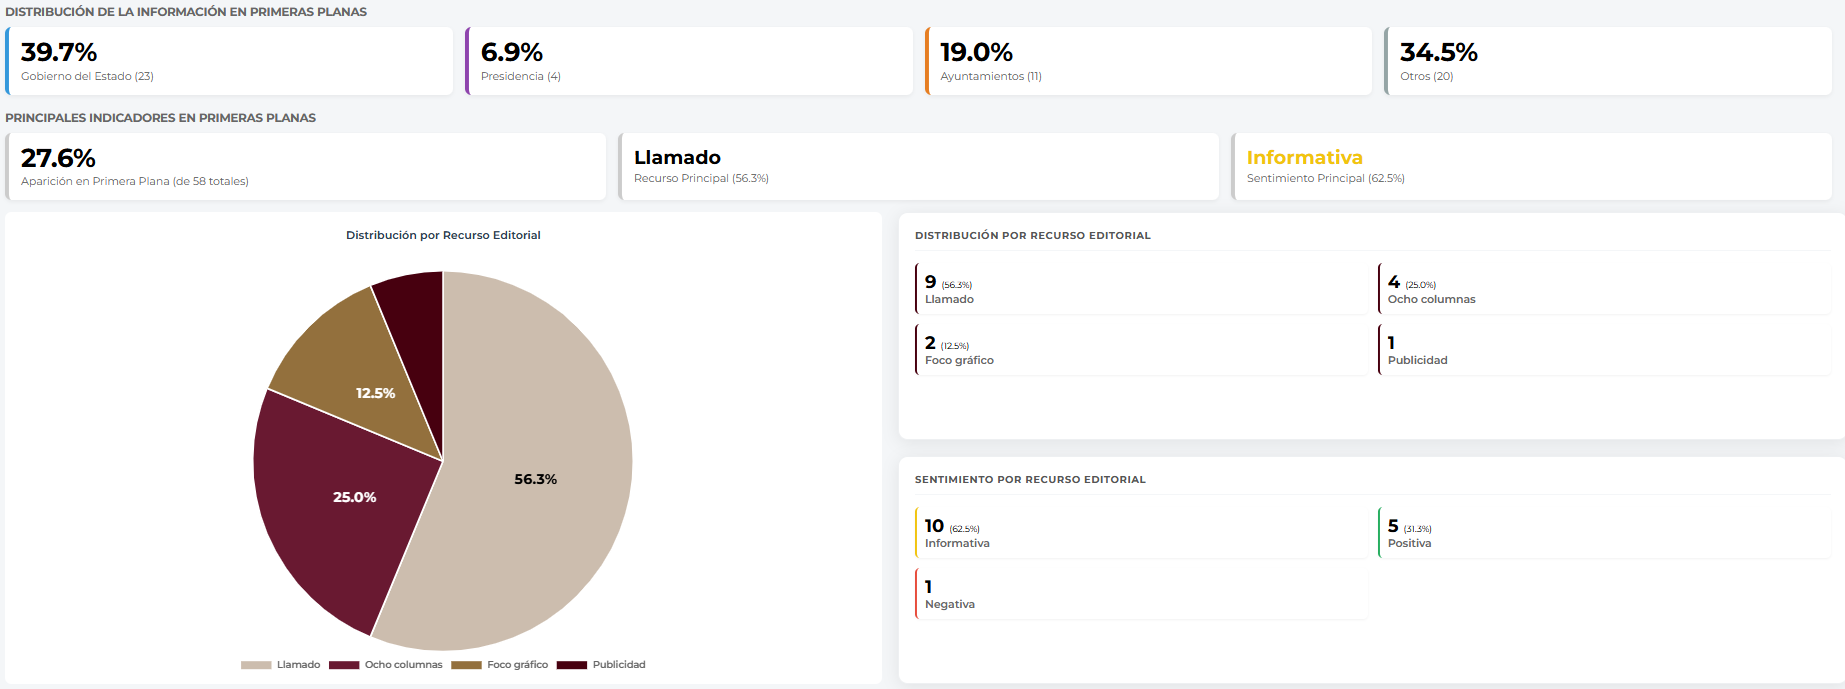 DISTRIBUCIÓN DE LA INFORMACIÓN EN PRIMERAS PLANAS
39.7%
Gobierno del Estado (23)
6.9%
Presidencia (4)
19.0%
Ayuntamientos (11)
34.5%
Otros (20)
PRINCIPALES INDICADORES EN PRIMERAS PLANAS
27.6%
Aparición en Primera Plana (de 58 totales)
Llamado
Recurso Principal (56.3%)
Informativa
Sentimiento Principal (62.5%)
Distribución por Recurso Editorial
12.5%
56.3%
25.0%
Llamado
Ocho columnas
Foco gráfico
Publicidad
DISTRIBUCIÓN POR RECURSO EDITORIAL
9 (56.3%)
Llamado
4 (25.0%)
Ocho columnas
2 (12.5%)
Foco gráfico
1
Publicidad
SENTIMIENTO POR RECURSO EDITORIAL
10 (62.5%)
Informativa
5 (31.3%)
Positiva
1
Negativa